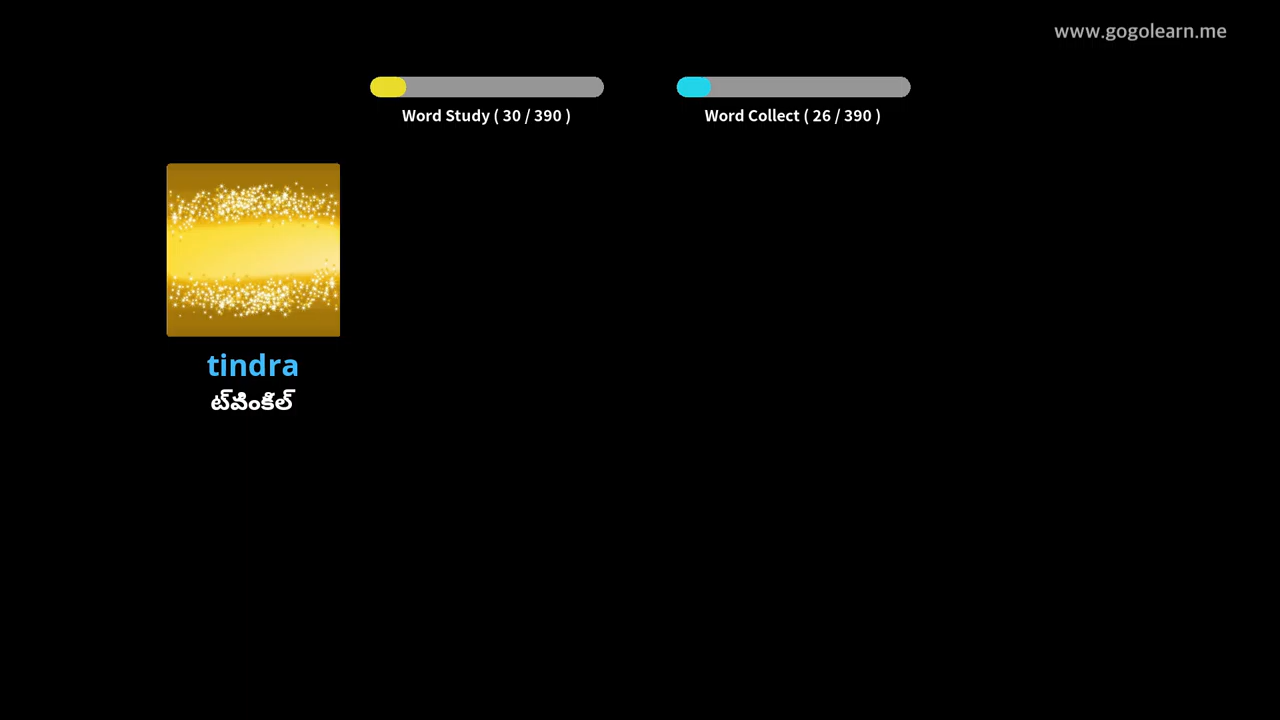 www.gogolearn.me
Word Study ( 30 / 390 )
Word Collect ( 26 / 390 )
tindra
ట్వింకిల్